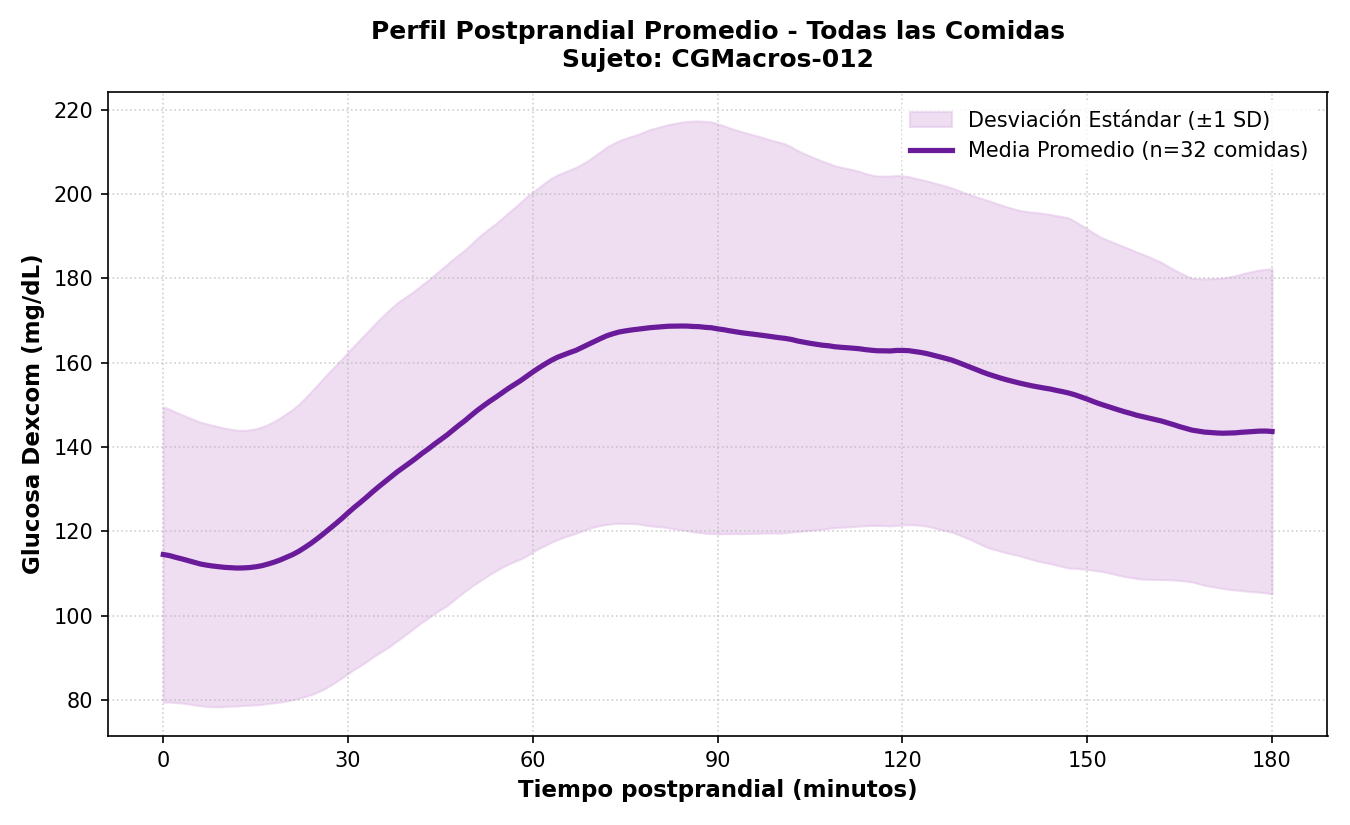 Perfil Postprandial Promedio - Todas las Comidas
Sujeto: CGMacros-012
Desviación Estándar (±1 SD)
Media Promedio (n=32 comidas)
Glucosa Dexcom (mg/dL)
220
200
180
160
140
120
100
80
0 30 60 90 120 150 180
Tiempo postprandial (minutos)